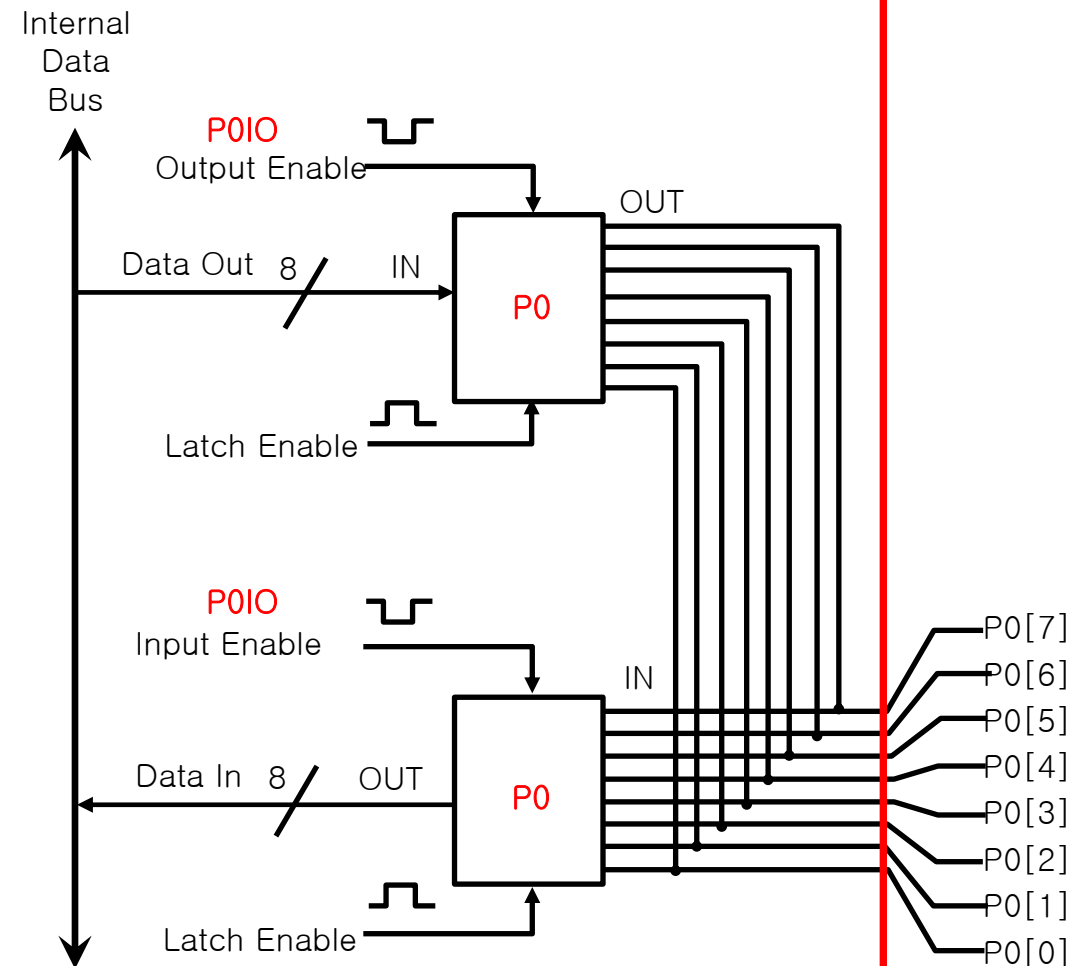 Internal
Data
Bus
P0IO
Output Enable
OUT
Data Out 8 IN
P0
Latch Enable
P0IO
Input Enable
IN
Data In 8 OUT
P0
Latch Enable
P0[7]
P0[6]
P0[5]
P0[4]
P0[3]
P0[2]
P0[1]
P0[0]